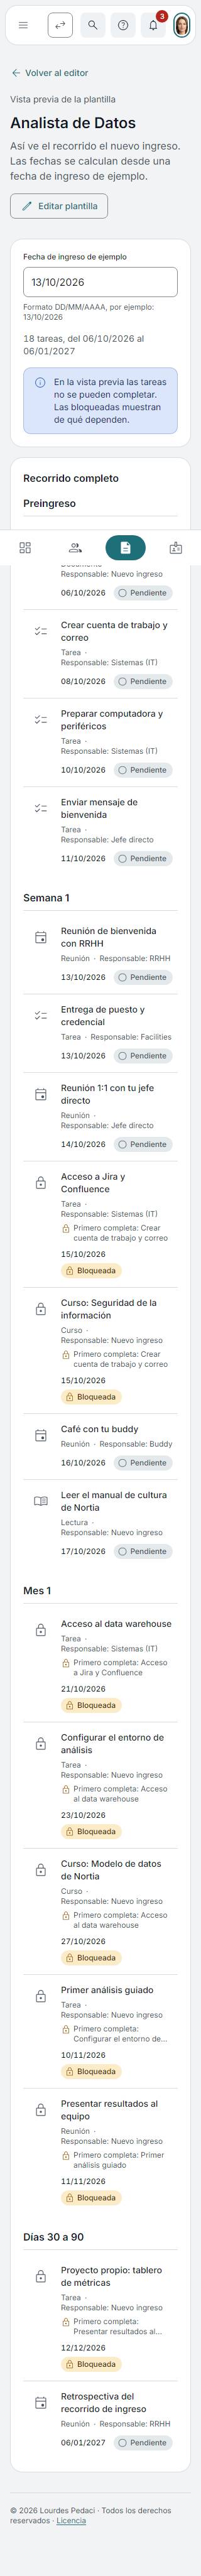 3
Volver al editor
Vista previa de la plantilla
Analista de Datos
Así ve el recorrido el nuevo ingreso.
Las fechas se calculan desde una
fecha de ingreso de ejemplo.
Editar plantilla
Fecha de ingreso de ejemplo
13/10/2026
Formato DD/MM/AAAA, por ejemplo:
13/10/2026
18 tareas, del 06/10/2026 al
06/01/2027
En la vista previa las tareas
no se pueden completar.
Las bloqueadas muestran
de qué dependen.
Recorrido completo
Preingreso
Responsable: Nuevo ingreso
06/10/2026 Pendiente
Crear cuenta de trabajo y
correo
Tarea ·
Responsable: Sistemas (IT)
08/10/2026 Pendiente
Preparar computadora y
periféricos
Tarea ·
Responsable: Sistemas (IT)
10/10/2026 Pendiente
Enviar mensaje de
bienvenida
Tarea ·
Responsable: Jefe directo
11/10/2026 Pendiente
Semana 1
Reunión de bienvenida
con RRHH
Reunión · Responsable: RRHH
13/10/2026 Pendiente
Entrega de puesto y
credencial
Tarea · Responsable: Facilities
13/10/2026 Pendiente
Reunión 1:1 con tu jefe
directo
Reunión ·
Responsable: Jefe directo
14/10/2026 Pendiente
Acceso a Jira y
Confluence
Tarea ·
Responsable: Sistemas (IT)
Primero completa: Crear
cuenta de trabajo y correo
15/10/2026
Bloqueada
Curso: Seguridad de la
información
Curso ·
Responsable: Nuevo ingreso
Primero completa: Crear
cuenta de trabajo y correo
15/10/2026
Bloqueada
Café con tu buddy
Reunión · Responsable: Buddy
16/10/2026 Pendiente
Leer el manual de cultura
de Nortia
Lectura ·
Responsable: Nuevo ingreso
17/10/2026 Pendiente
Mes 1
Acceso al data warehouse
Tarea ·
Responsable: Sistemas (IT)
Primero completa: Acceso
a Jira y Confluence
21/10/2026
Bloqueada
Configurar el entorno de
análisis
Tarea ·
Responsable: Nuevo ingreso
Primero completa: Acceso
al data warehouse
23/10/2026
Bloqueada
Curso: Modelo de datos
de Nortia
Curso ·
Responsable: Nuevo ingreso
Primero completa: Acceso
al data warehouse
27/10/2026
Bloqueada
Primer análisis guiado
Tarea ·
Responsable: Nuevo ingreso
Primero completa:
Configurar el entorno de...
10/11/2026
Bloqueada
Presentar resultados al
equipo
Reunión ·
Responsable: Nuevo ingreso
Primero completa: Primer
análisis guiado
11/11/2026
Bloqueada
Días 30 a 90
Proyecto propio: tablero
de métricas
Tarea ·
Responsable: Nuevo ingreso
Primero completa:
Presentar resultados al...
12/12/2026
Bloqueada
Retrospectiva del
recorrido de ingreso
Reunión · Responsable: RRHH
06/01/2027 Pendiente
© 2026 Lourdes Pedaci · Todos los derechos
reservados · Licencia